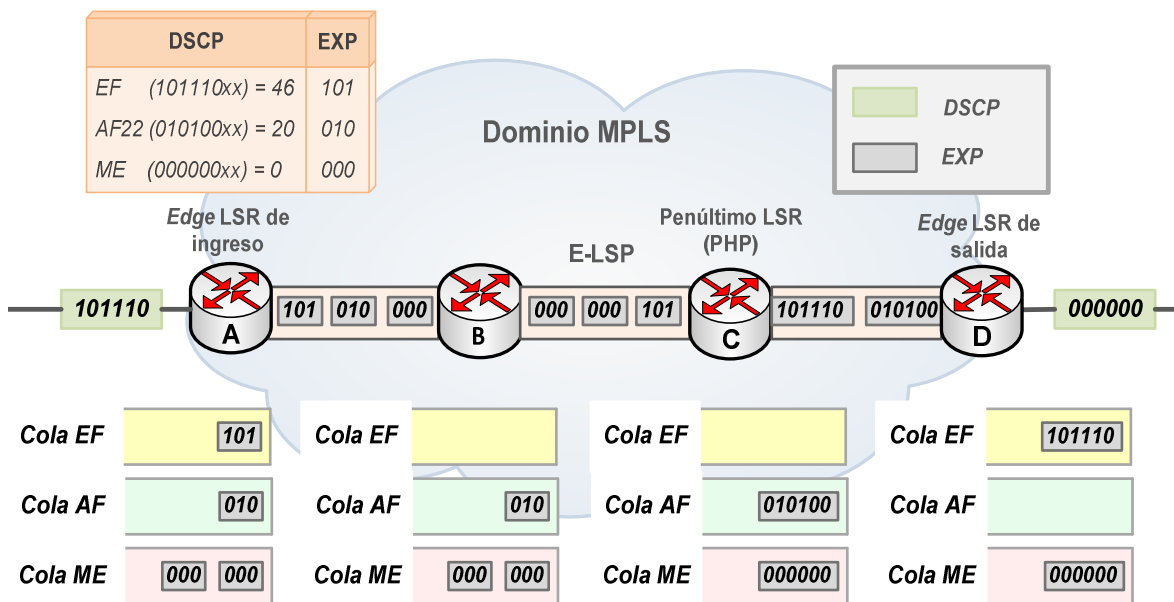 DSCP EXP
EF (101110xx) = 46 101
AF22 (010100xx) = 20 010
ME (000000xx) = 0 000
Dominio MPLS
DSCP
EXP
Edge LSR de
ingreso
E-LSP
Penúltimo LSR
(PHP)
Edge LSR de
salida
101110 A 101 010 000 B 000 000 101 C 101110 010100 D 000000
Cola EF 101 Cola EF Cola EF Cola EF 101110
Cola AF 010 Cola AF 010 Cola AF 010100 Cola AF
Cola ME 000 000 Cola ME 000 000 Cola ME 000000 Cola ME 000000